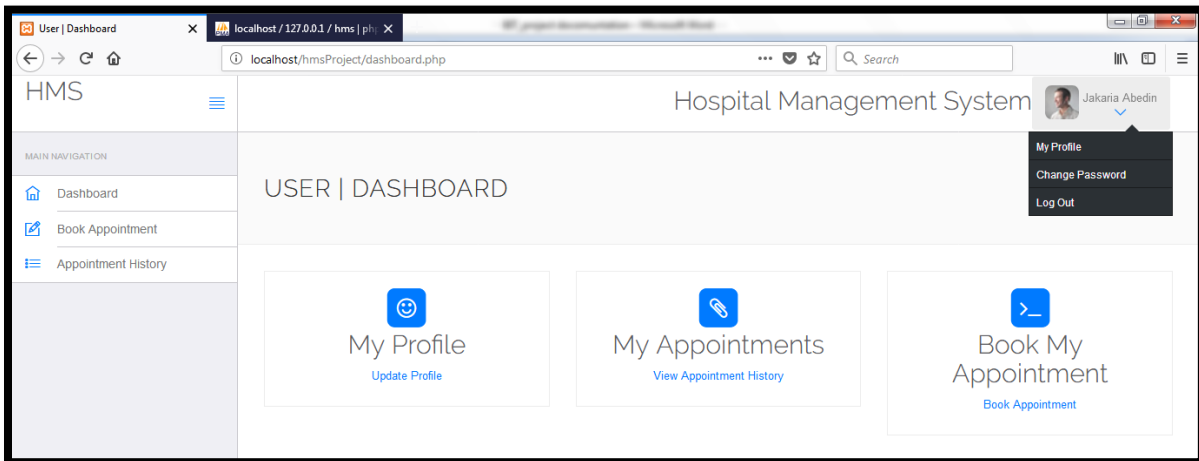 User | Dashboard
localhost / 127.0.0.1 / hms | ph
localhost/hmsProject/dashboard.php
Search
HMS
Hospital Management System
Jakaria Abedin
My Profile
Change Password
Log Out
MAIN NAVIGATION
Dashboard
Book Appointment
Appointment History
USER | DASHBOARD
My Profile
Update Profile
My Appointments
View Appointment History
Book My
Appointment
Book Appointment